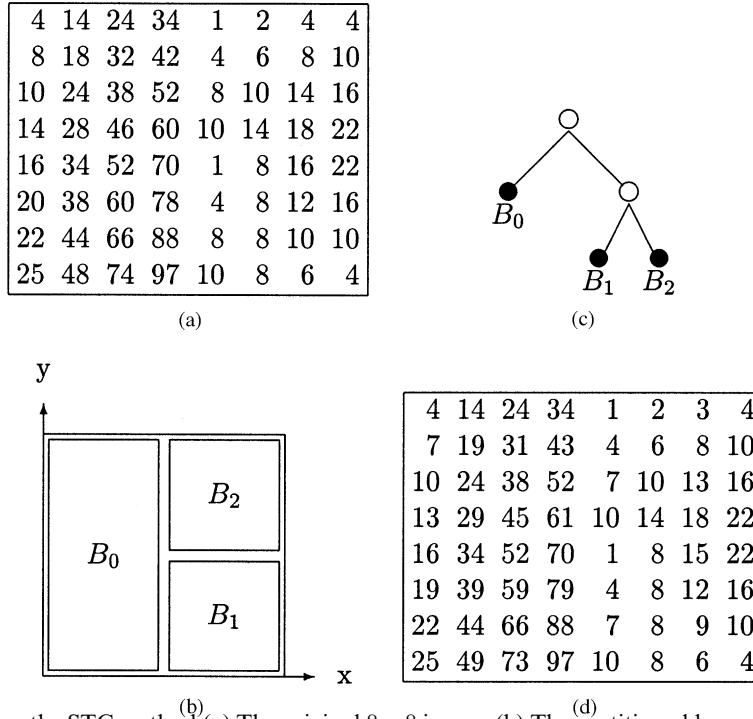 4 14 24 34 1 2 4 4
8 18 32 42 4 6 8 10
10 24 38 52 8 10 14 16
14 28 46 60 10 14 18 22
16 34 52 70 1 8 16 22
20 38 60 78 4 8 12 16
22 44 66 88 8 8 10 10
25 48 74 97 10 8 6 4
(a)
B0
B1 B2
(c)
y
B2
B0
B1
x
(b)
4 14 24 34 1 2 3 4
7 19 31 43 4 6 8 10
10 24 38 52 7 10 13 16
13 29 45 61 10 14 18 22
16 34 52 70 1 8 15 22
19 39 59 79 4 8 12 16
22 44 66 88 7 8 9 10
25 49 73 97 10 8 6 4
(d)